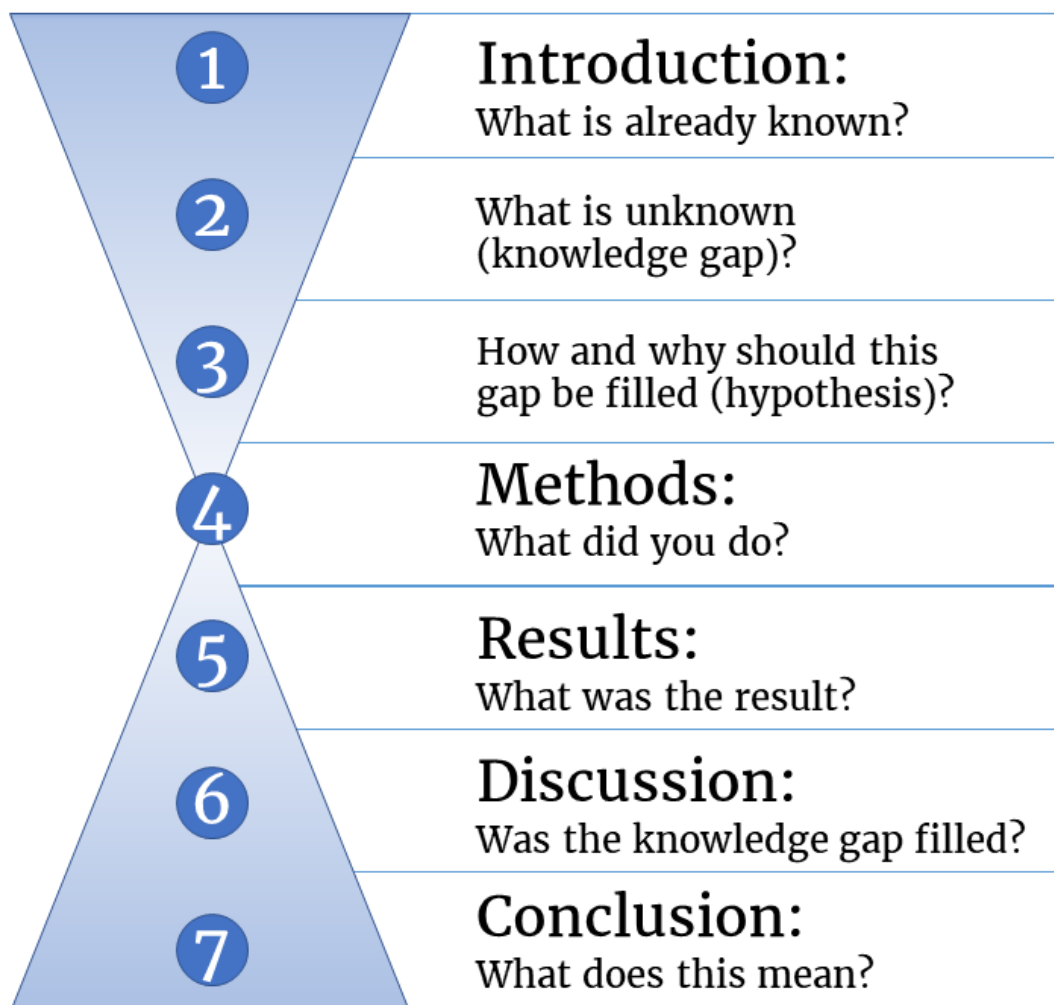 1
Introduction:
What is already known?
2
What is unknown
(knowledge gap)?
3
How and why should this
gap be filled (hypothesis)?
4
Methods:
What did you do?
5
Results:
What was the result?
6
Discussion:
Was the knowledge gap filled?
7
Conclusion:
What does this mean?